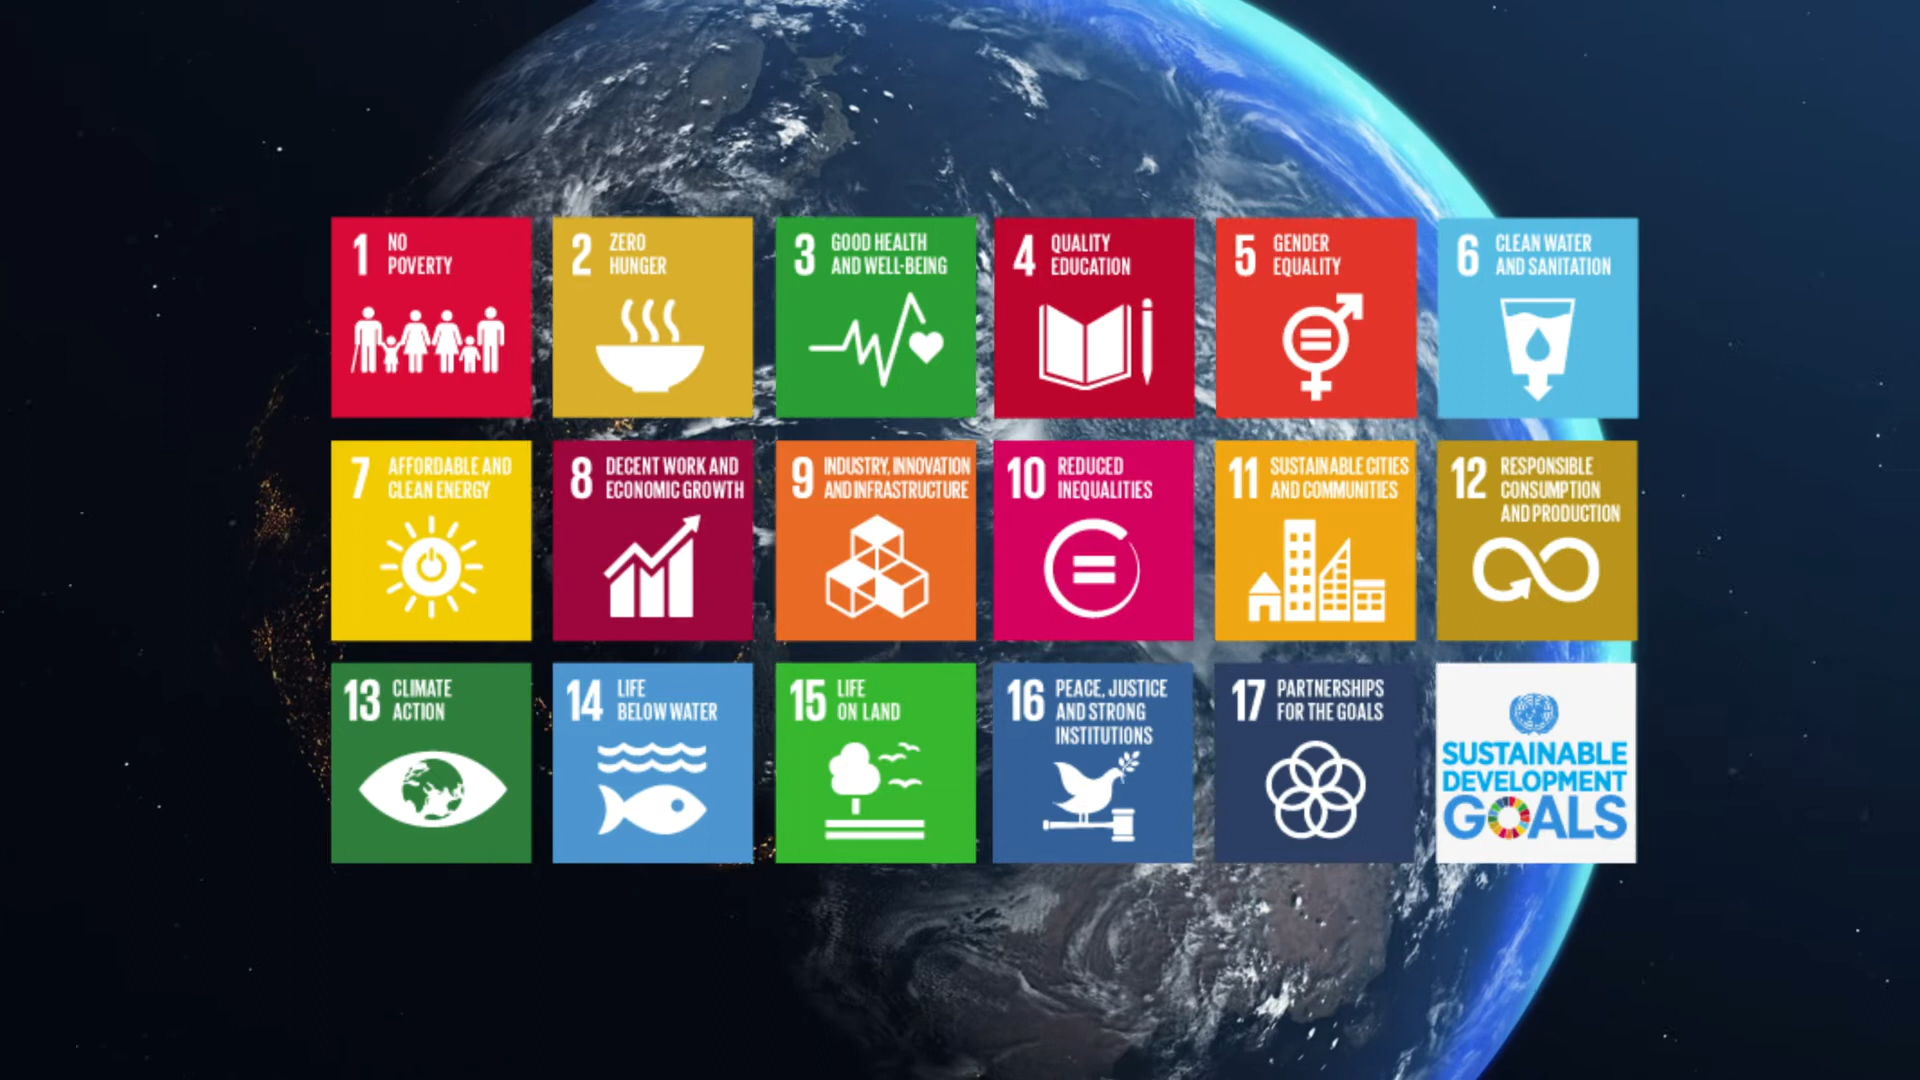 1 NO
POVERTY
2 ZERO
HUNGER
3 GOOD HEALTH
AND WELL-BEING
4 QUALITY
EDUCATION
5 GENDER
EQUALITY
6 CLEAN WATER
AND SANITATION
7 AFFORDABLE AND
CLEAN ENERGY
8 DECENT WORK AND
ECONOMIC GROWTH
9 INDUSTRY, INNOVATION
AND INFRASTRUCTURE
10 REDUCED
INEQUALITIES
11 SUSTAINABLE CITIES
AND COMMUNITIES
12 RESPONSIBLE
CONSUMPTION
AND PRODUCTION
13 CLIMATE
ACTION
14 LIFE
BELOW WATER
15 LIFE
ON LAND
16 PEACE, JUSTICE
AND STRONG
INSTITUTIONS
17 PARTNERSHIPS
FOR THE GOALS
SUSTAINABLE
DEVELOPMENT
GOALS